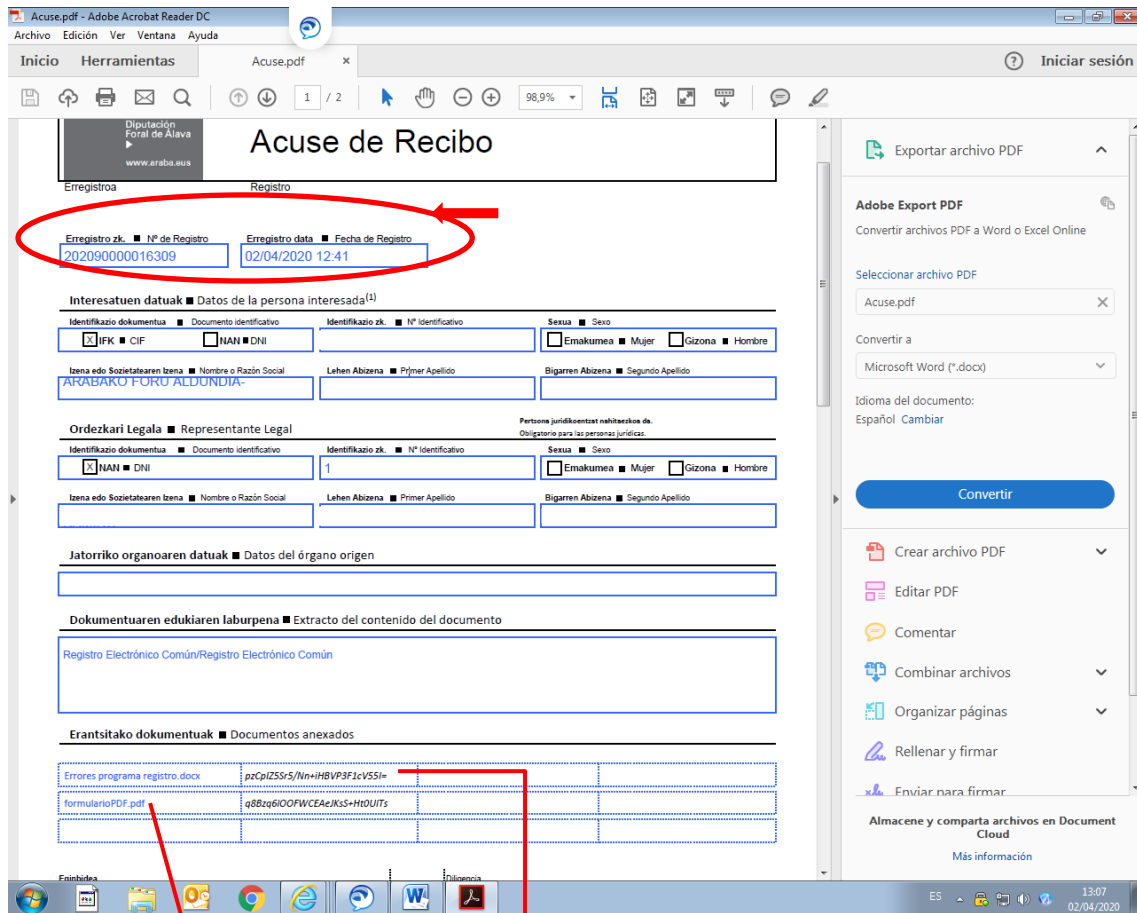 Acuse.pdf - Adobe Acrobat Reader DC
Archivo Edición Ver Ventana Ayuda
Inicio Herramientas Acuse.pdf × ? Iniciar sesión
1 / 2 98,9%
Diputación
Foral de Álava
www.araba.eus
Acuse de Recibo
Erregistroa Registro
Erregistro zk. ■ Nº de Registro Erregistro data ■ Fecha de Registro
202090000016309 02/04/2020 12:41
Interesatuen datuak ■ Datos de la persona interesada(1)
Identifikazio dokumentua ■ Documento identificativo Identifikazio zk. ■ Nº Identificativo Sexua ■ Sexo
X IFK ■ CIF NAN ■ DNI Emakumea ■ Mujer Gizona ■ Hombre
Izena edo Sozietatearen Izena ■ Nombre o Razón Social Lehen Abizena ■ Primer Apellido Bigarren Abizena ■ Segundo Apellido
ARABAKO FORU ALDUNDIA-
Ordezkari Legala ■ Representante Legal
Pertsona juridikoentzat nahitaezkoa da.
Obligatorio para las personas jurídicas.
Identifikazio dokumentua ■ Documento identificativo Identifikazio zk. ■ Nº Identificativo Sexua ■ Sexo
X NAN ■ DNI 1 Emakumea ■ Mujer Gizona ■ Hombre
Izena edo Sozietatearen Izena ■ Nombre o Razón Social Lehen Abizena ■ Primer Apellido Bigarren Abizena ■ Segundo Apellido
Jatorriko organoaren datuak ■ Datos del órgano origen
Dokumentuaren edukiaren laburpena ■ Extracto del contenido del documento
Registro Electrónico Común/Registro Electrónico Común
Erantsitako dokumentuak ■ Documentos anexados
Errores programa registro.docx pzCpIZ5Sr5/Nn+iHBVP3F1cV55I=
formularioPDF.pdf q8Bzq6IOOFWCEAeJKsS+Ht0UITs
Eginbidea Diligencia
Exportar archivo PDF
Adobe Export PDF
Convertir archivos PDF a Word o Excel Online
Seleccionar archivo PDF
Acuse.pdf ×
Convertir a
Microsoft Word (*.docx)
Idioma del documento:
Español Cambiar
Convertir
Crear archivo PDF
Editar PDF
Comentar
Combinar archivos
Organizar páginas
Rellenar y firmar
Enviar para firmar
Almacene y comparta archivos en Document
Cloud
Más información
ES 13:07
02/04/2020